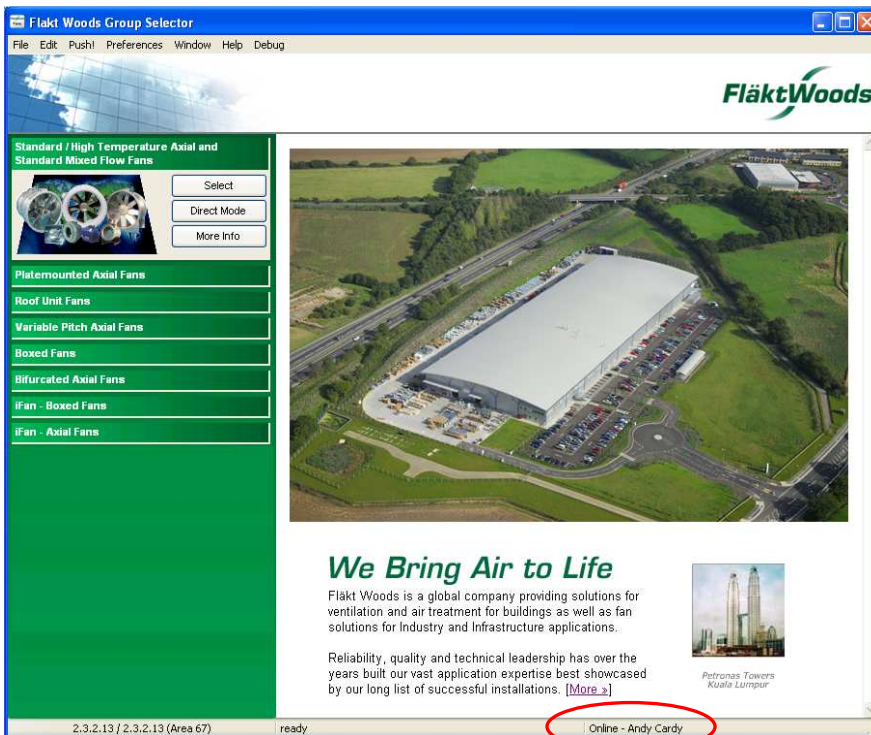 Flakt Woods Group Selector
File Edit Push! Preferences Window Help Debug
FläktWoods
Standard / High Temperature Axial and
Standard Mixed Flow Fans
Select
Direct Mode
More Info
Platemounted Axial Fans
Roof Unit Fans
Variable Pitch Axial Fans
Boxed Fans
Bifurcated Axial Fans
iFan - Boxed Fans
iFan - Axial Fans
We Bring Air to Life
Fläkt Woods is a global company providing solutions for
ventilation and air treatment for buildings as well as fan
solutions for Industry and Infrastructure applications.
Reliability, quality and technical leadership has over the
years built our vast application expertise best showcased
by our long list of successful installations. [More »]
Petronas Towers
Kuala Lumpur
2.3.2.13 / 2.3.2.13 (Area 67) ready Online - Andy Cardy